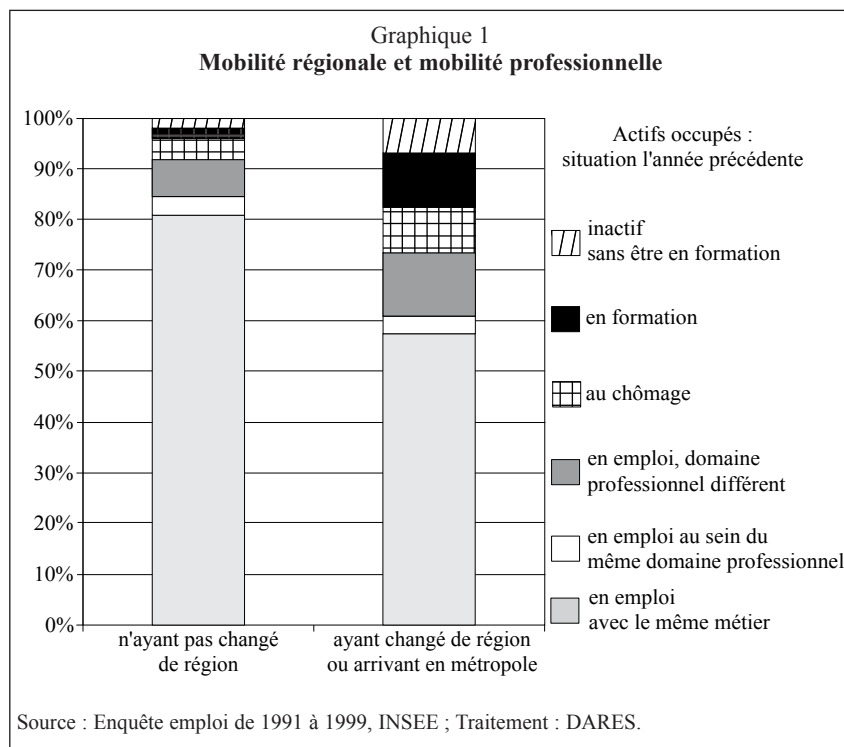 Graphique 1
Mobilité régionale et mobilité professionnelle
100%
90%
80%
70%
60%
50%
40%
30%
20%
10%
0%
n'ayant pas changé
de région
ayant changé de région
ou arrivant en métropole
Actifs occupés :
situation l'année précédente
inactif
sans être en formation
en formation
au chômage
en emploi, domaine
professionnel différent
en emploi au sein du
même domaine professionnel
en emploi
avec le même métier
Source : Enquête emploi de 1991 à 1999, INSEE ; Traitement : DARES.